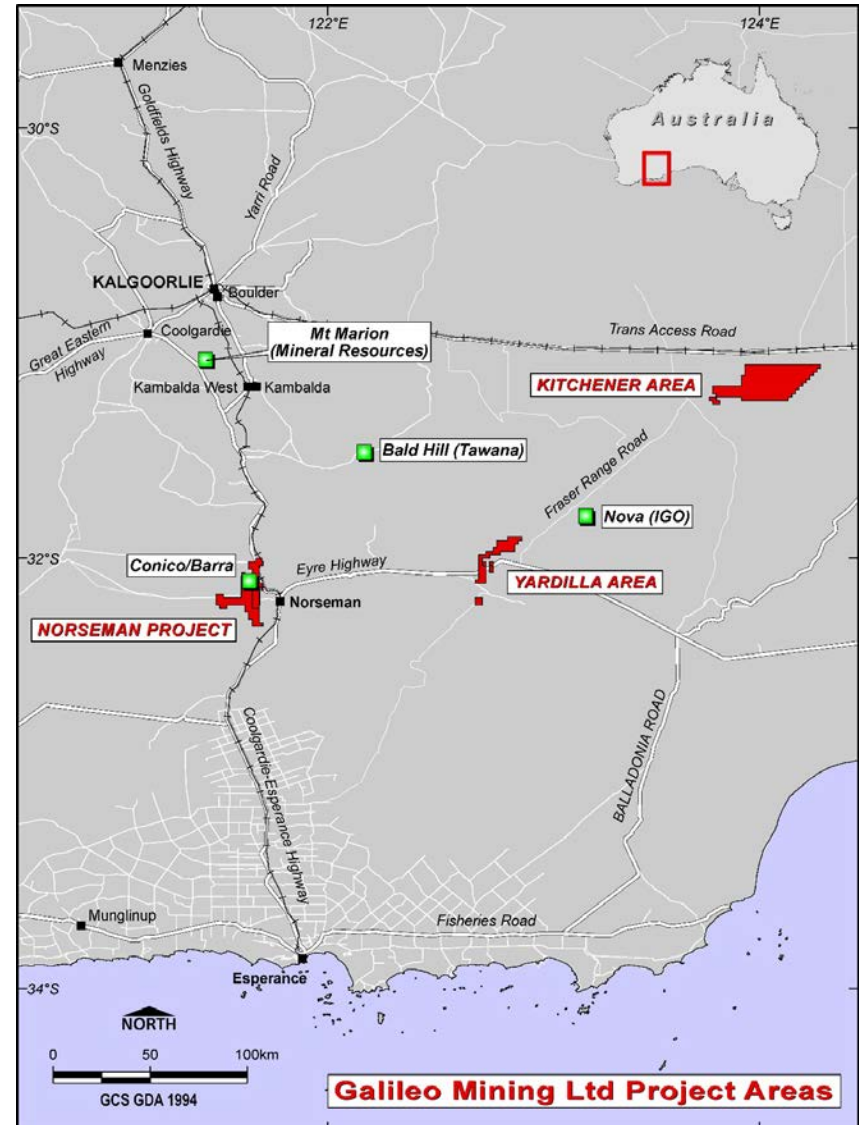 122°E
124°E
Menzies
Goldfields Highway
30°S
Australia
Yarri Road
KALGOORLIE
Boulder
Coolgardie
Great Eastern
Highway
Mt Marion
(Mineral Resources)
Trans Access Road
Kambalda West
Kambalda
KITCHENER AREA
Bald Hill (Tawana)
Fraser Range Road
Nova (IGO)
32°S
Conico/Barra
Eyre Highway
YARDILLA AREA
Norseman
NORSEMAN PROJECT
Coolgardie-Esperance
Highway
BALLADONIA ROAD
Munglinup
Fisheries Road
Esperance
34°S
NORTH
0 50 100km
GCS GDA 1994
Galileo Mining Ltd Project Areas